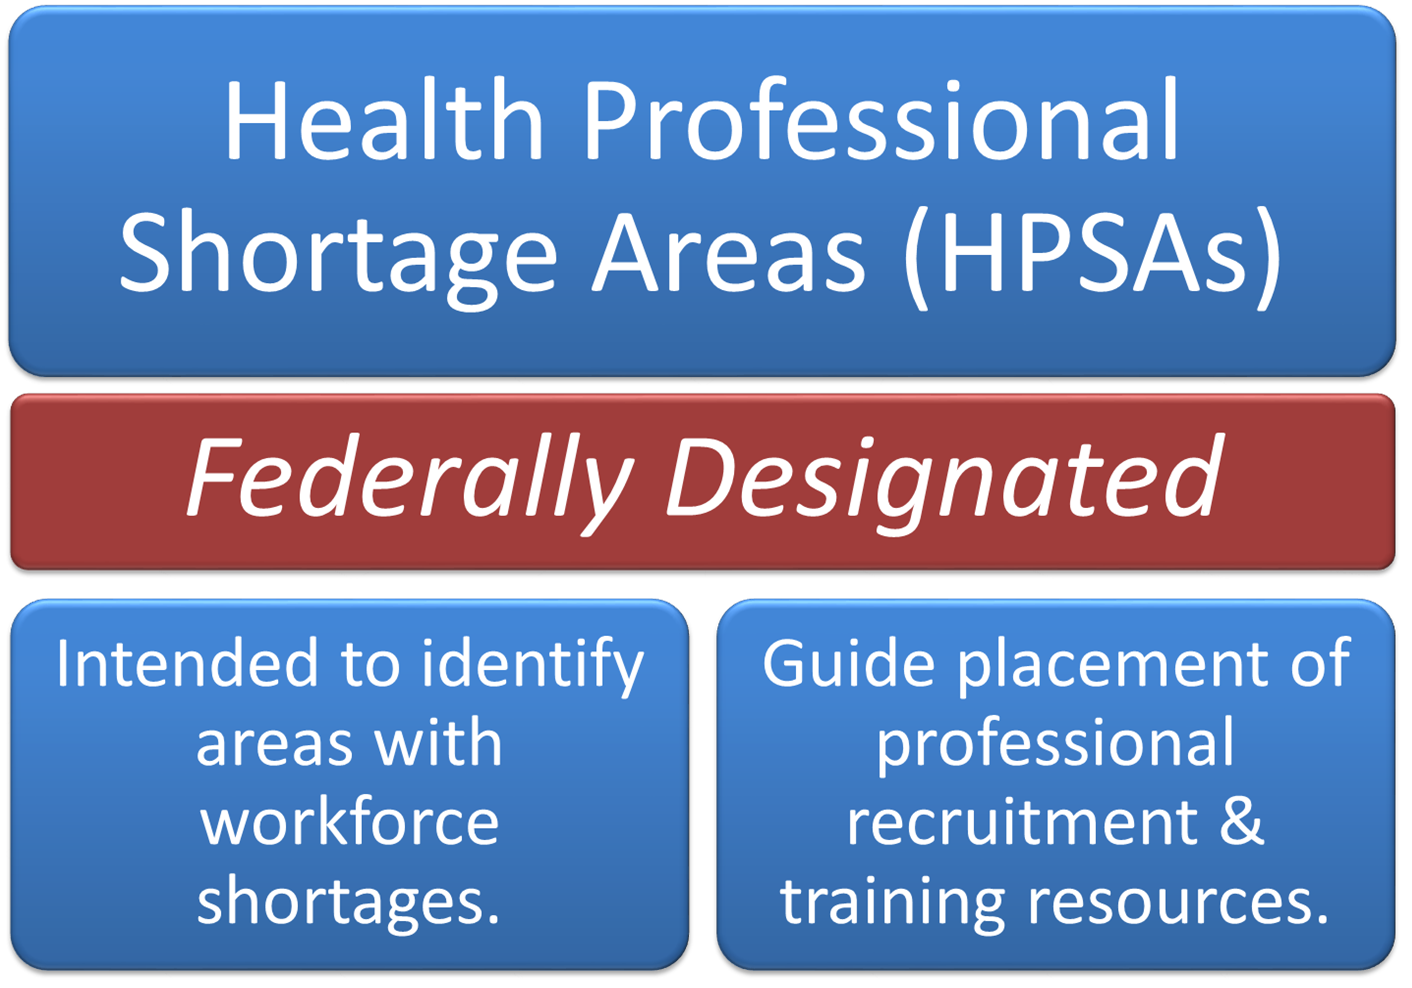 Health Professional
Shortage Areas (HPSAs)
Federally Designated
Intended to identify
areas with
workforce
shortages.
Guide placement of
professional
recruitment &
training resources.